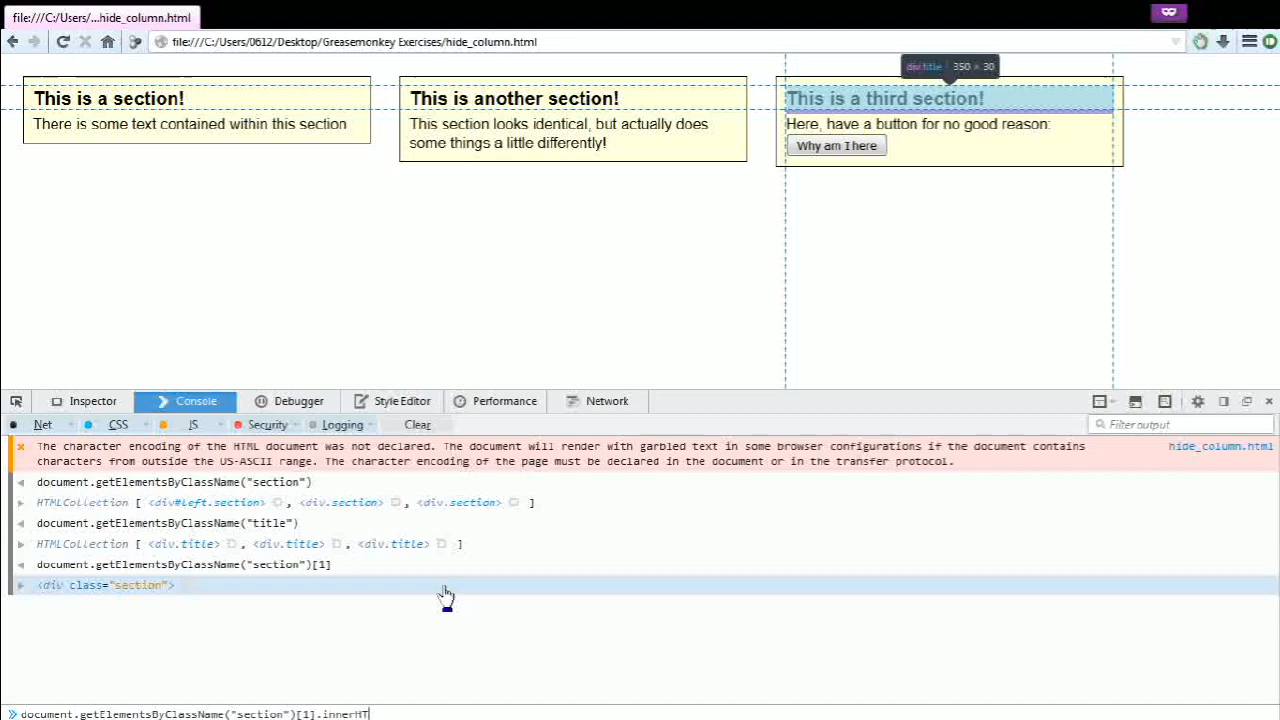 file:///C:/Users/...hide_column.html
file:///C:/Users/0612/Desktop/Greasemonkey Exercises/hide_column.html
div.title 350 × 30
This is a section!
There is some text contained within this section
This is another section!
This section looks identical, but actually does
some things a little differently!
This is a third section!
Here, have a button for no good reason:
Why am I here
Inspector Console Debugger Style Editor Performance Network
Net CSS JS Security Logging Clear Filter output
The character encoding of the HTML document was not declared. The document will render with garbled text in some browser configurations if the document contains hide_column.html
characters from outside the US-ASCII range. The character encoding of the page must be declared in the document or in the transfer protocol.
document.getElementsByClassName("section")
HTMLCollection [ <div#left.section> , <div.section> , <div.section> ]
document.getElementsByClassName("title")
HTMLCollection [ <div.title> , <div.title> , <div.title> ]
document.getElementsByClassName("section")[1]
<div class="section">
document.getElementsByClassName("section")[1].innerHT